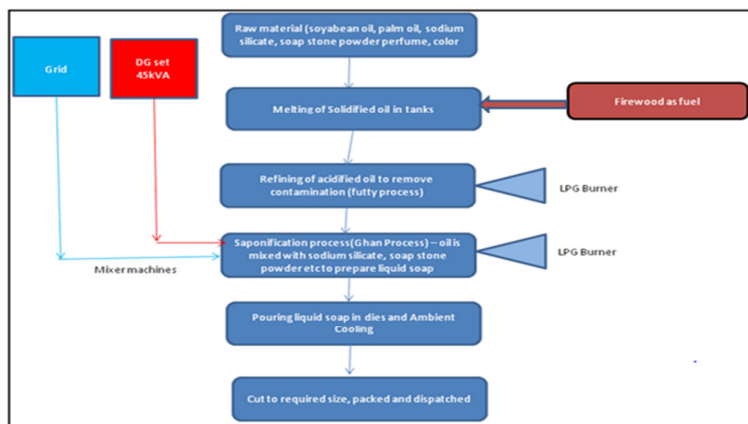 Raw material (soyabean oil, palm oil, sodium
silicate, soap stone powder perfume, color
Grid
DG set
45kVA
Melting of Solidified oil in tanks
Firewood as fuel
Refining of acidified oil to remove
contamination (futty process)
LPG Burner
Saponification process(Ghan Process) – oil is
mixed with sodium silicate, soap stone
powder etc to prepare liquid soap
LPG Burner
Mixer machines
Pouring liquid soap in dies and Ambient
Cooling
Cut to required size, packed and dispatched